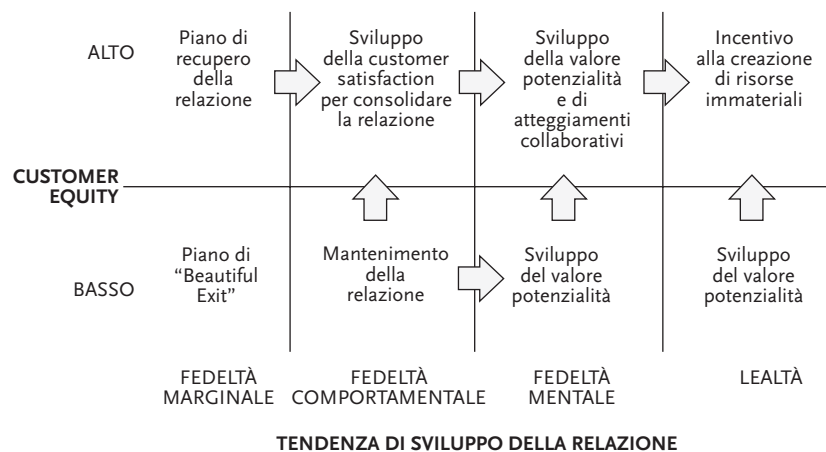 ALTO
Piano di
recupero
della
relazione
Sviluppo
della customer
satisfaction
per consolidare
la relazione
Sviluppo
della valore
potenzialità
e di
atteggiamenti
collaborativi
Incentivo
alla creazione
di risorse
immateriali
CUSTOMER
EQUITY
BASSO
Piano di
“Beautiful
Exit”
Mantenimento
della
relazione
Sviluppo
del valore
potenzialità
Sviluppo
del valore
potenzialità
FEDELTÀ
MARGINALE
FEDELTÀ
COMPORTAMENTALE
FEDELTÀ
MENTALE
LEALTÀ
TENDENZA DI SVILUPPO DELLA RELAZIONE